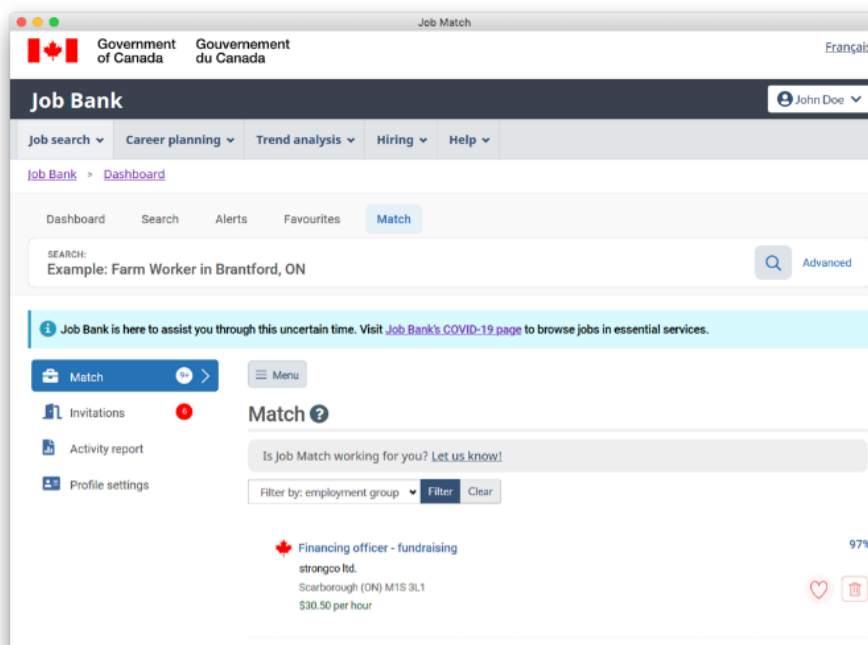 Job Match
Government of Canada
Gouvernement du Canada
Français
Job Bank
John Doe
Job search Career planning Trend analysis Hiring Help
Job Bank > Dashboard
Dashboard Search Alerts Favourites Match
SEARCH:
Example: Farm Worker in Brantford, ON
Advanced
Job Bank is here to assist you through this uncertain time. Visit Job Bank's COVID-19 page to browse jobs in essential services.
Match 9+
Invitations 6
Activity report
Profile settings
Menu
Match ?
Is Job Match working for you? Let us know!
Filter by: employment group Filter Clear
Financing officer - fundraising 97%
strongco ltd.
Scarborough (ON) M1S 3L1
$30.50 per hour